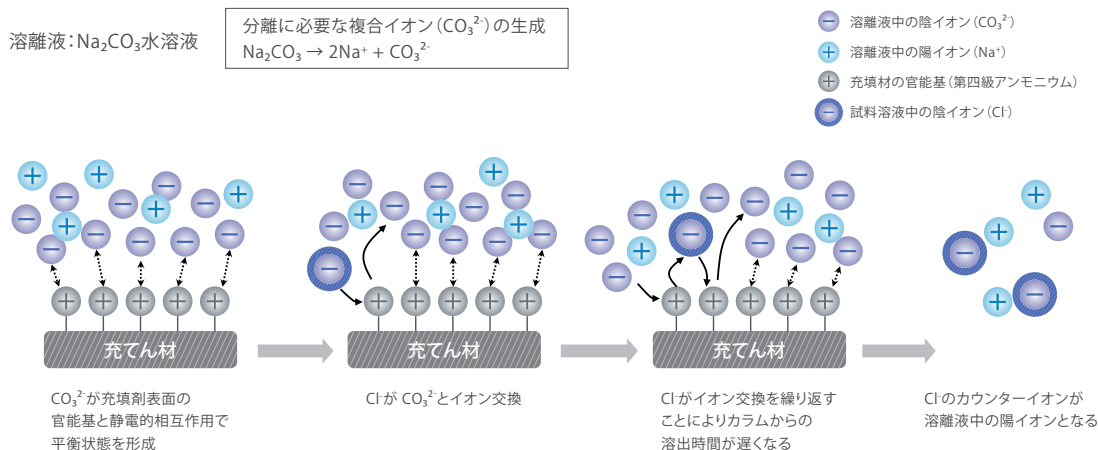 溶離液：Na₂CO₃水溶液
分離に必要な複合イオン（CO₃²⁻）の生成
Na₂CO₃ → 2Na⁺ + CO₃²⁻
溶離液中の陰イオン（CO₃²⁻）
溶離液中の陽イオン（Na⁺）
充填材の官能基（第四級アンモニウム）
試料溶液中の陰イオン（Cl⁻）
充てん材
充てん材
充てん材
CO₃²⁻が充填剤表面の
官能基と静電的相互作用で
平衡状態を形成
Cl⁻が CO₃²⁻とイオン交換
Cl⁻がイオン交換を繰り返す
ことによりカラムからの
溶出時間が遅くなる
Cl⁻のカウンターイオンが
溶離液中の陽イオンとなる